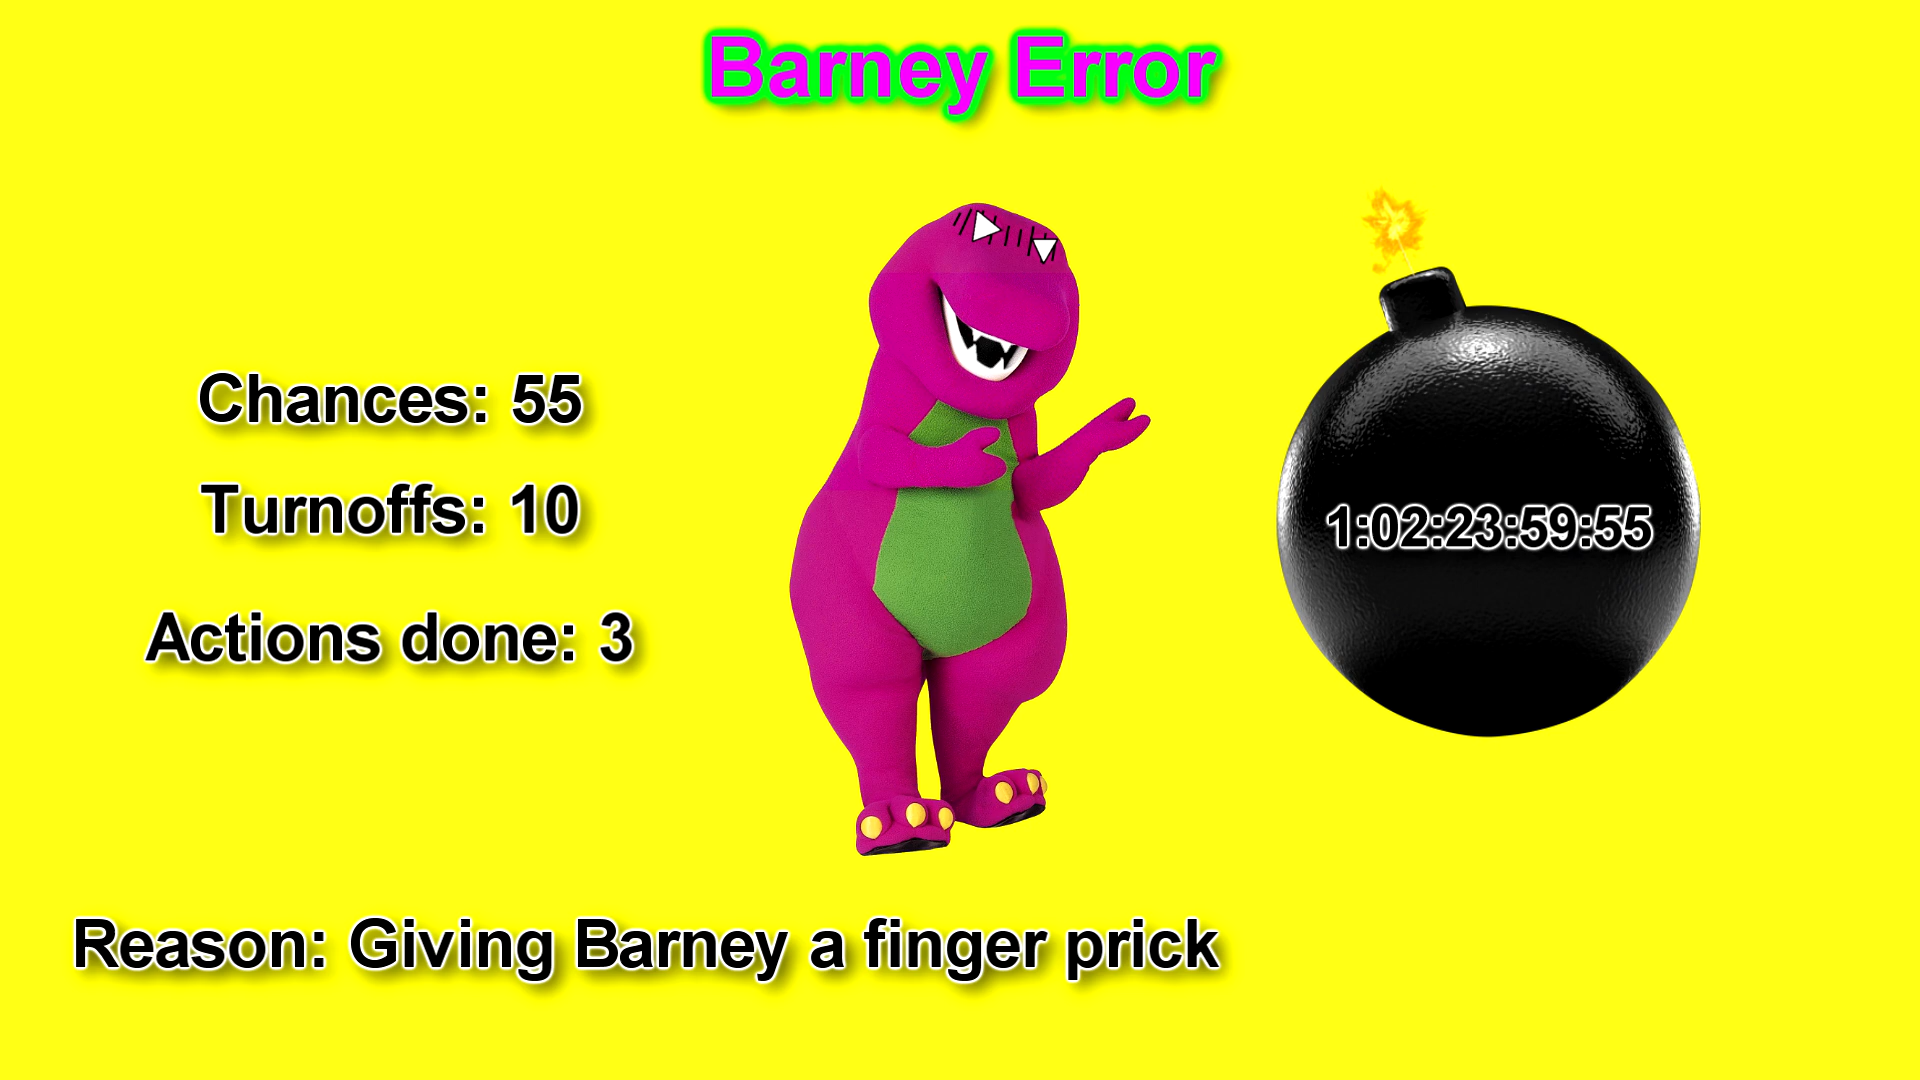 Barney Error
Chances: 55
Turnoffs: 10
Actions done: 3
1:02:23:59:55
Reason: Giving Barney a finger prick